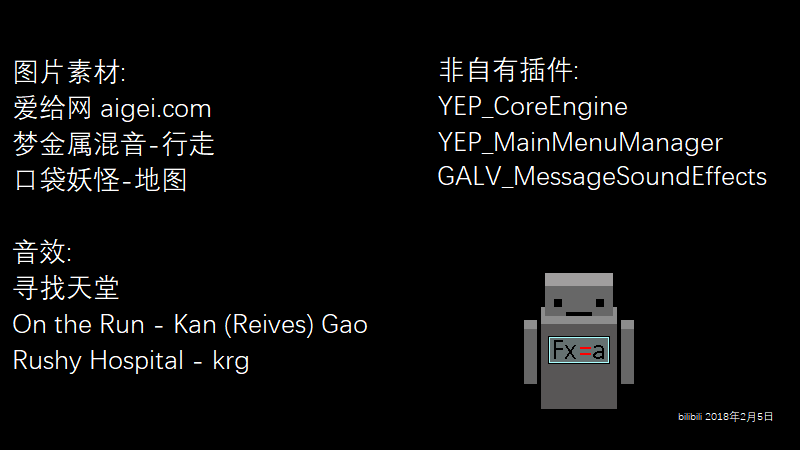 图片素材:
爱给网 aigei.com
梦金属混音-行走
口袋妖怪-地图
音效:
寻找天堂
On the Run - Kan (Reives) Gao
Rushy Hospital - krg
非自有插件:
YEP_CoreEngine
YEP_MainMenuManager
GALV_MessageSoundEffects
Fx=a
bilibili 2018年2月5日